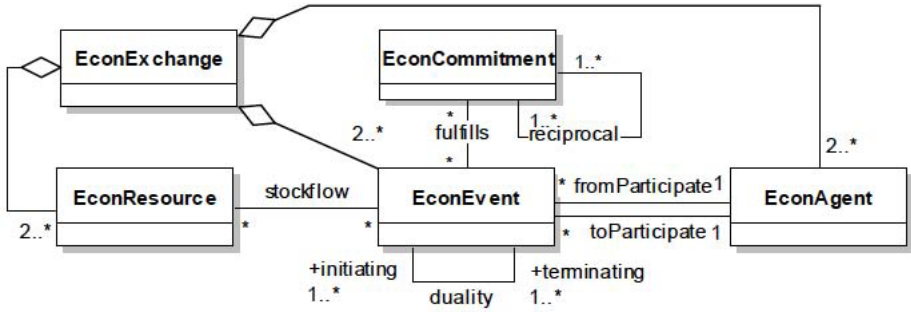 EconExchange
EconCommitment
1..*
*
1..*
2..*
fulfills
reciprocal
*
2..*
EconResource
stockflow
EconEvent
* fromParticipate 1
EconAgent
2..*
*
*
* toParticipate 1
+initiating
+terminating
1..*
duality
1..*